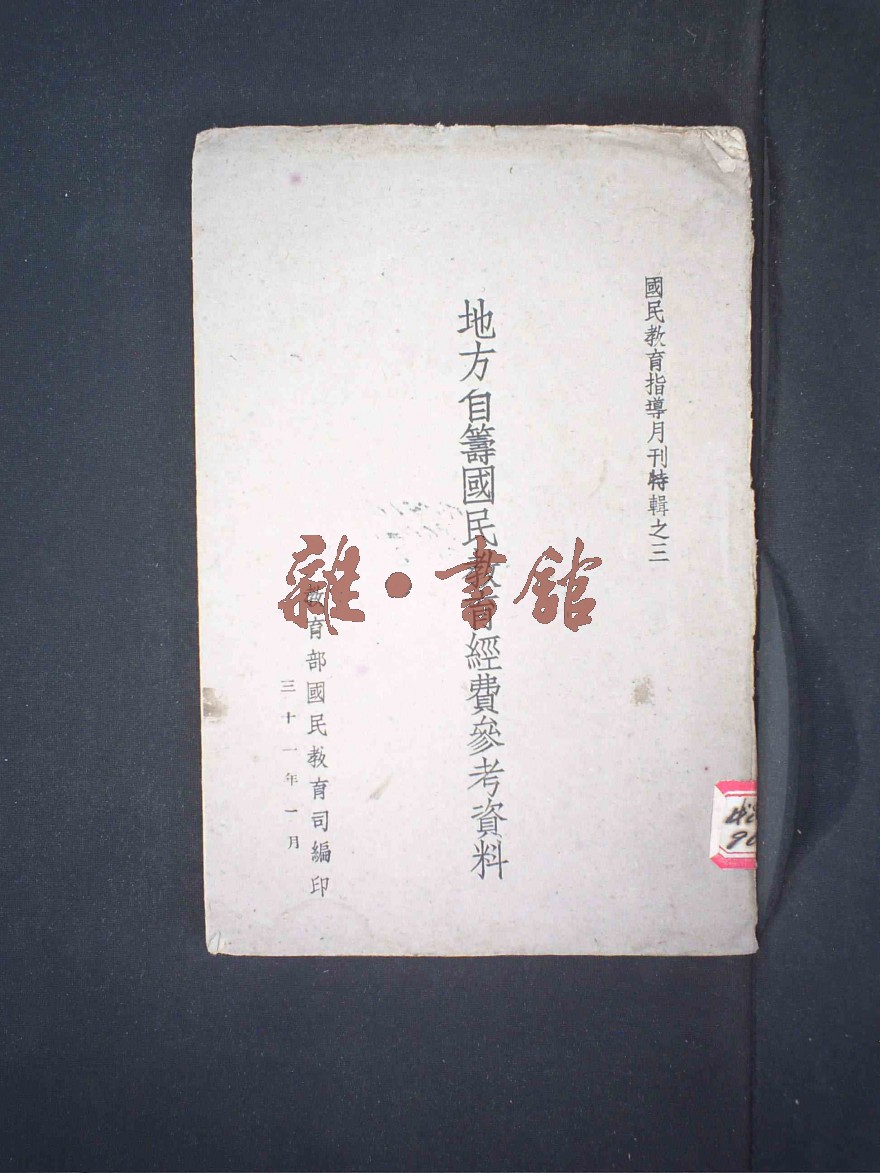 國民教育指導月刊特輯之三
地方自籌國民教育經費參考資料
教育部國民教育司編印
三十一年一月
雜·書館